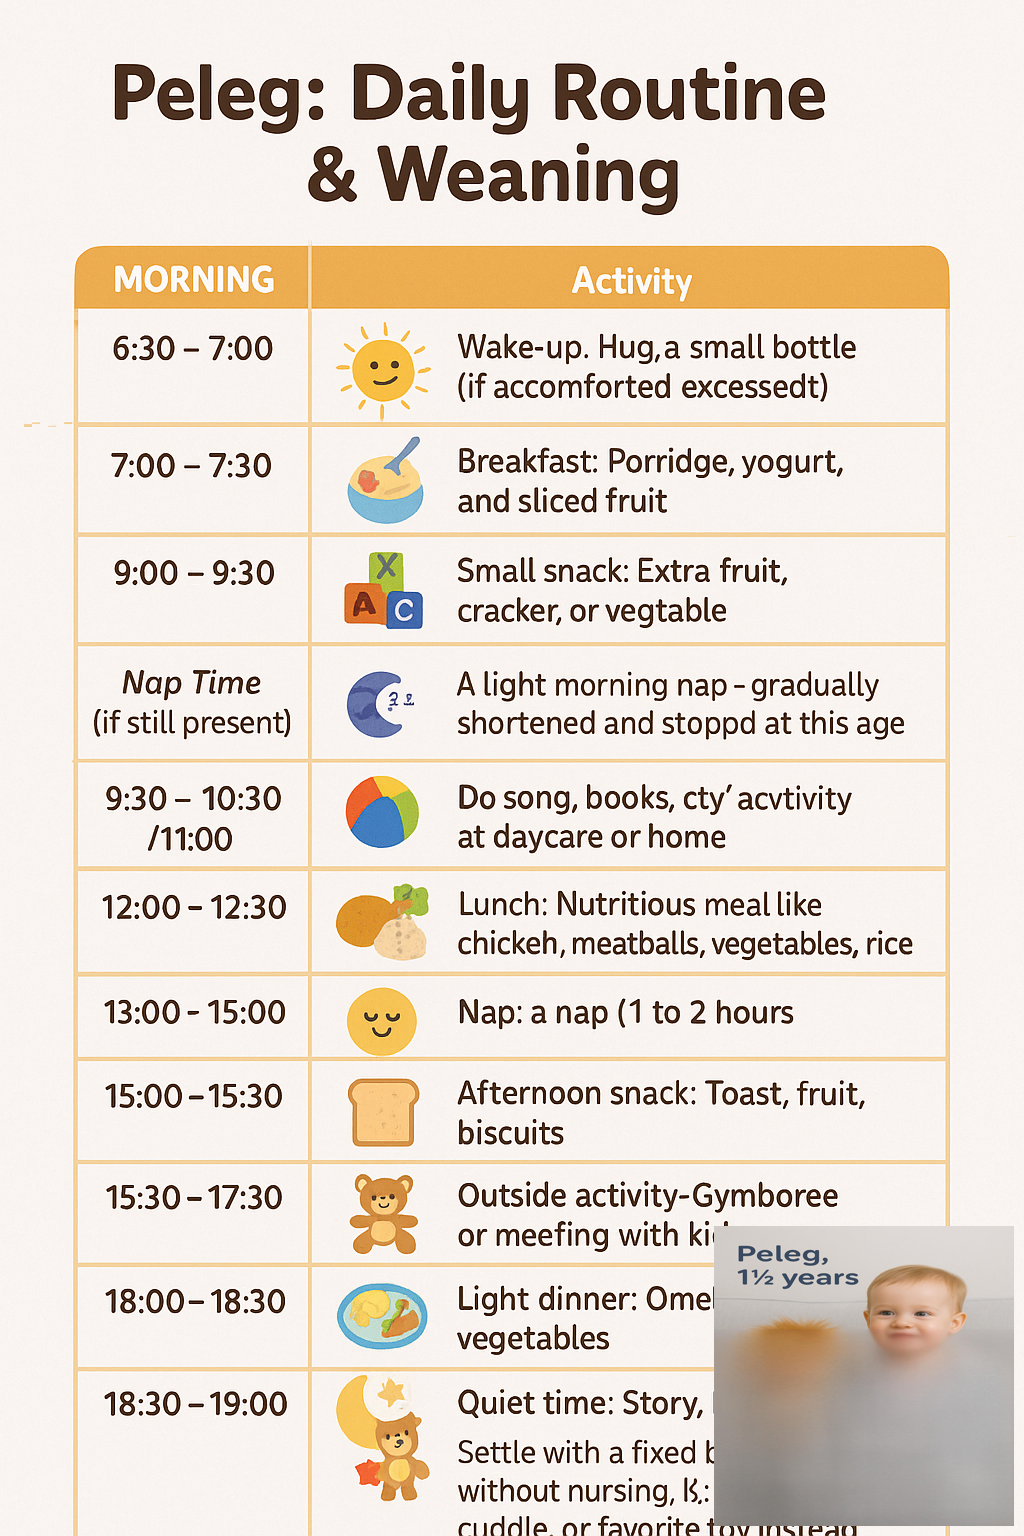 Peleg: Daily Routine
& Weaning
MORNING
Activity
6:30 – 7:00
Wake-up. Hug, a small bottle
(if accomforted excessedt)
7:00 – 7:30
Breakfast: Porridge, yogurt,
and sliced fruit
X
A C
9:00 – 9:30
Small snack: Extra fruit,
cracker, or vegtable
Nap Time
(if still present)
A light morning nap - gradually
shortened and stoppd at this age
9:30 – 10:30
/11:00
Do song, books, cty’ acvtivity
at daycare or home
12:00 - 12:30
Lunch: Nutritious meal like
chickeh, meatballs, vegetables, rice
13:00 - 15:00
Nap: a nap (1 to 2 hours
15:00 – 15:30
Afternoon snack: Toast, fruit,
biscuits
15:30 – 17:30
Outside activity-Gymboree
or meefing with
18:00 – 18:30
Light dinner:
vegetables
18:30 – 19:00
Quiet time: Story,
Settle with a fixed
without nursing,
cuddle, or favorite toy instead
Peleg,
1½ years